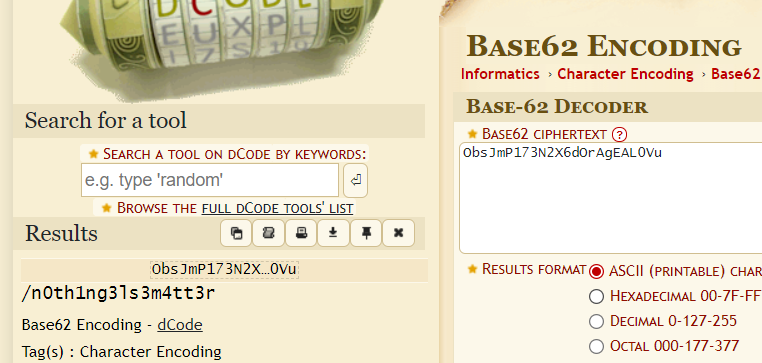 DCODE
EUXPL
Search for a tool
★ Search a tool on dCode by keywords:
e.g. type 'random'
★ Browse the full dCode tools' list
Results
ObsJmP173N2X…0Vu
/n0th1ng3ls3m4tt3r
Base62 Encoding - dCode
Tag(s) : Character Encoding
Base62 Encoding
Informatics › Character Encoding › Base62
Base-62 Decoder
★ Base62 ciphertext ?
ObsJmP173N2X6dOrAgEAL0Vu
★ Results format ASCII (printable) char
Hexadecimal 00-7F-FF
Decimal 0-127-255
Octal 000-177-377